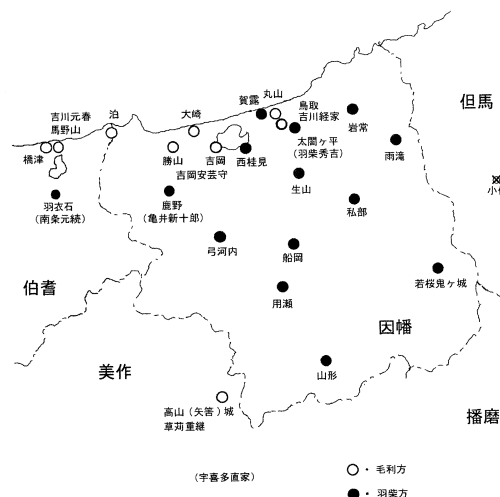 賀露
丸山
鳥取
吉川経家
但馬
吉川元春
馬野山
泊
大崎
岩常
太閤ヶ平
(羽柴秀吉)
雨滝
橋津
勝山
吉岡
西桂見
吉岡安芸守
生山
羽衣石
(南条元続)
鹿野
(亀井新十郎)
私部
弓河内
船岡
若桜鬼ヶ城
伯耆
用瀬
因幡
美作
山形
高山(矢筈)城
草苅重継
播磨
(宇喜多直家)
○・毛利方
●・羽柴方